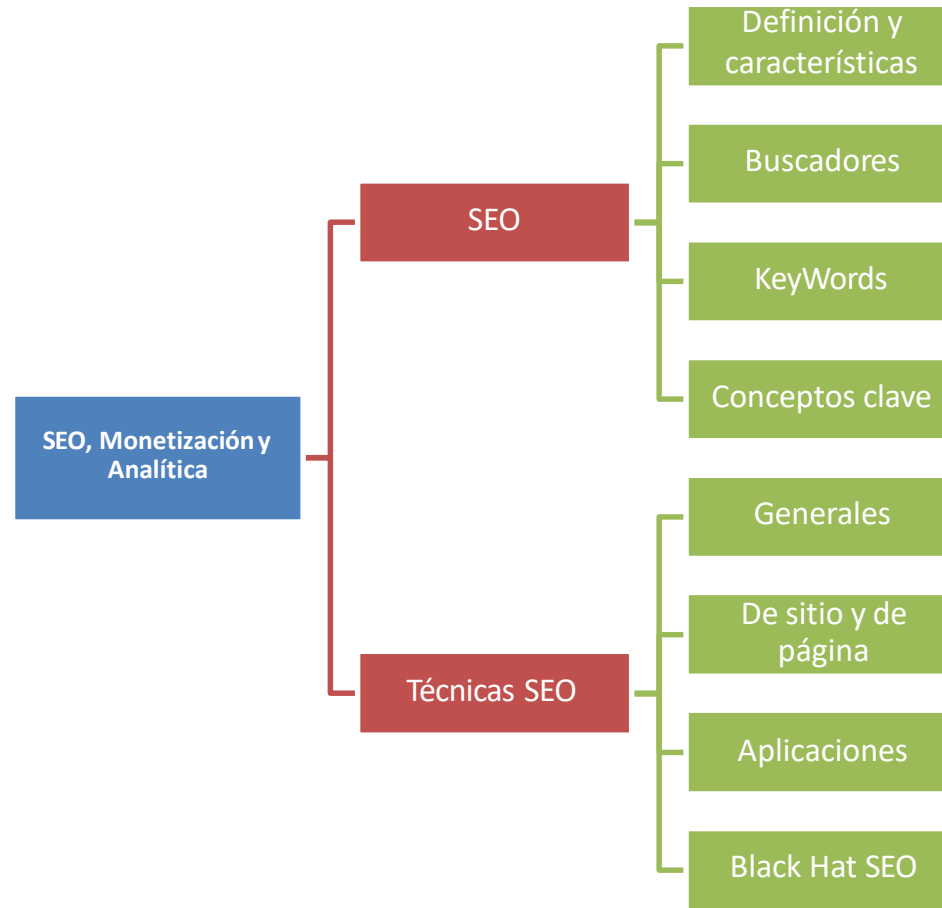 Definición y
características
Buscadores
SEO
KeyWords
Conceptos clave
SEO, Monetización y
Analítica
Generales
De sitio y de
página
Técnicas SEO
Aplicaciones
Black Hat SEO